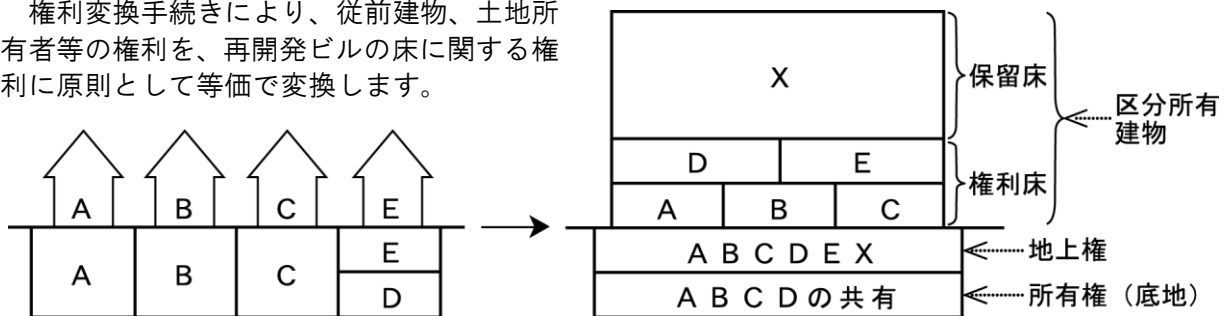 権利変換手続きにより、従前建物、土地所
有者等の権利を、再開発ビルの床に関する権
利に原則として等価で変換します。
A B C E
A B C E
D
X
D E
A B C
A B C D E X
A B C Dの共有
保留床
権利床
区分所有
建物
地上権
所有権（底地）